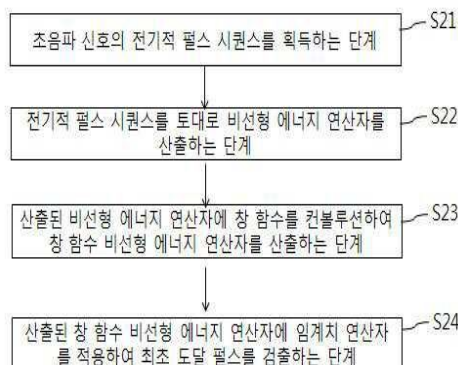 초음파 신호의 전기적 펄스 시퀀스를 획득하는 단계
S21
전기적 펄스 시퀀스를 토대로 비선형 에너지 연산자를
산출하는 단계
S22
산출된 비선형 에너지 연산자에 창 함수를 컨볼루션하여
창 함수 비선형 에너지 연산자를 산출하는 단계
S23
산출된 창 함수 비선형 에너지 연산자에 임계치 연산자
를 적용하여 최초 도달 펄스를 검출하는 단계
S24